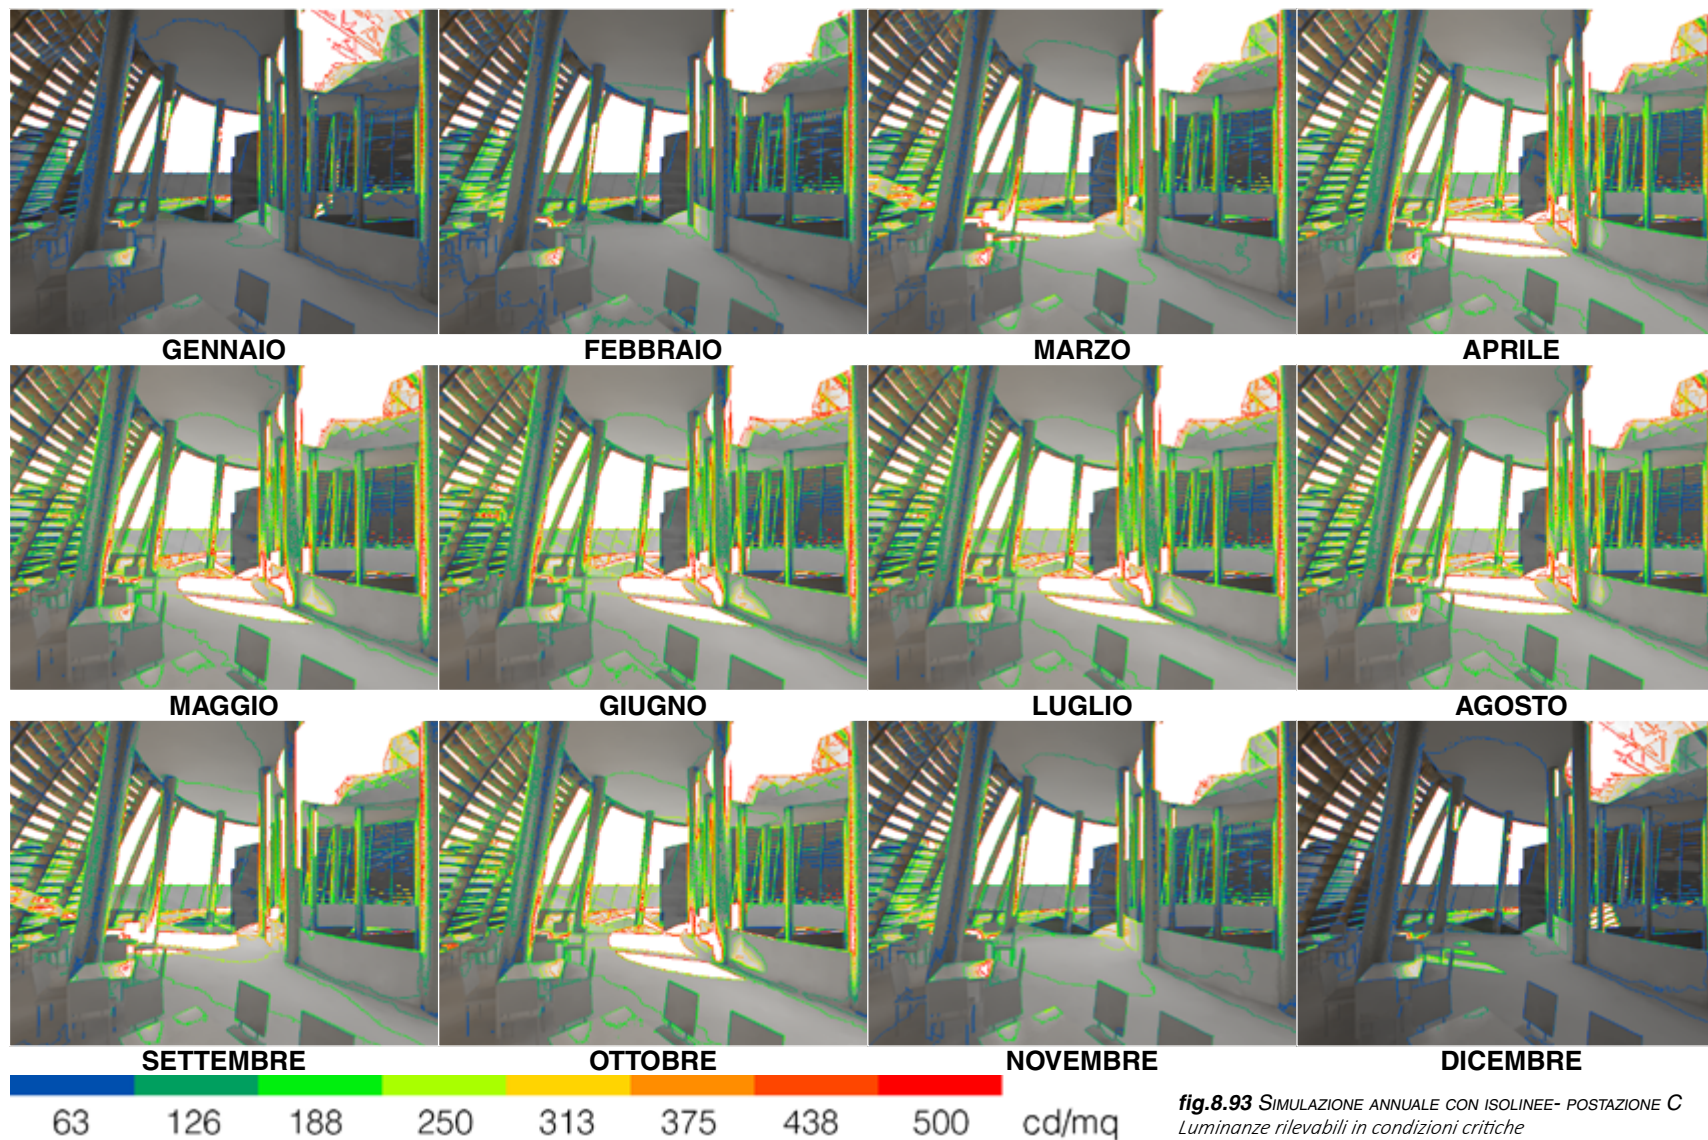 GENNAIO FEBBRAIO MARZO APRILE
MAGGIO GIUGNO LUGLIO AGOSTO
SETTEMBRE OTTOBRE NOVEMBRE DICEMBRE
63 126 188 250 313 375 438 500 cd/mq
fig.8.93 SIMULAZIONE ANNUALE CON ISOLINEE- POSTAZIONE C
Luminanze rilevabili in condizioni critiche